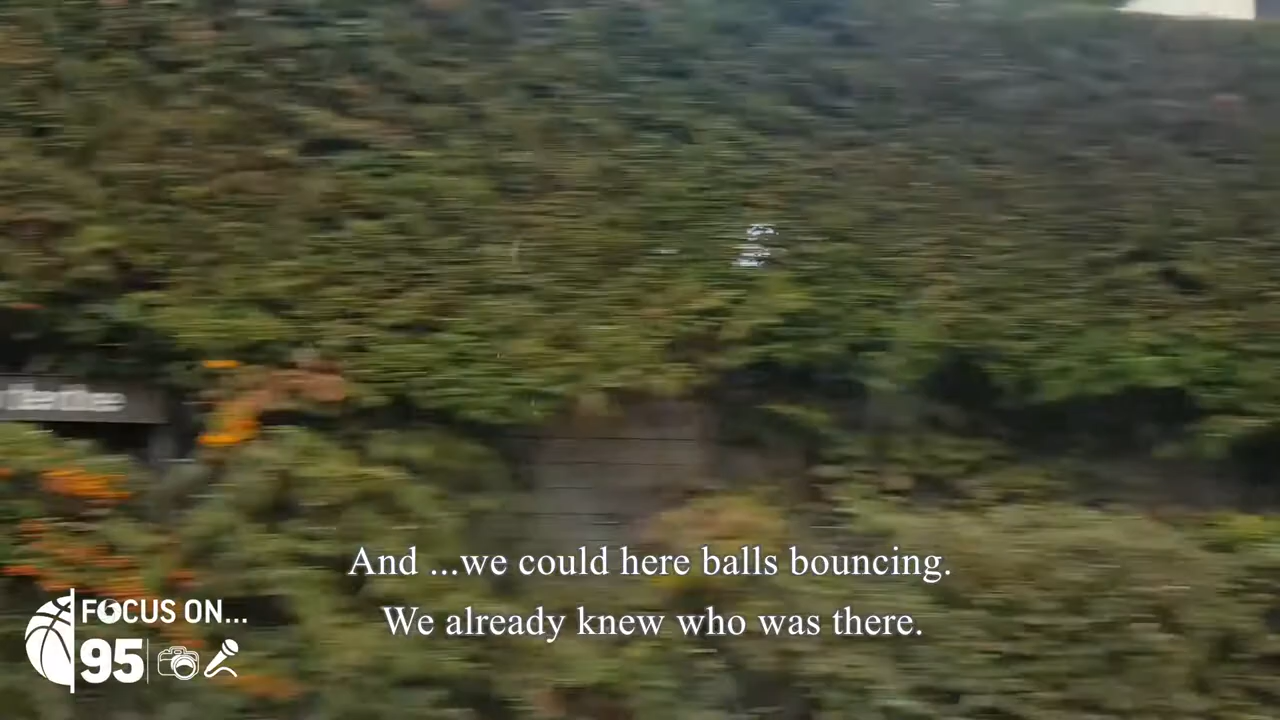 And ...we could here balls bouncing.
We already knew who was there.
FOCUS ON...
95